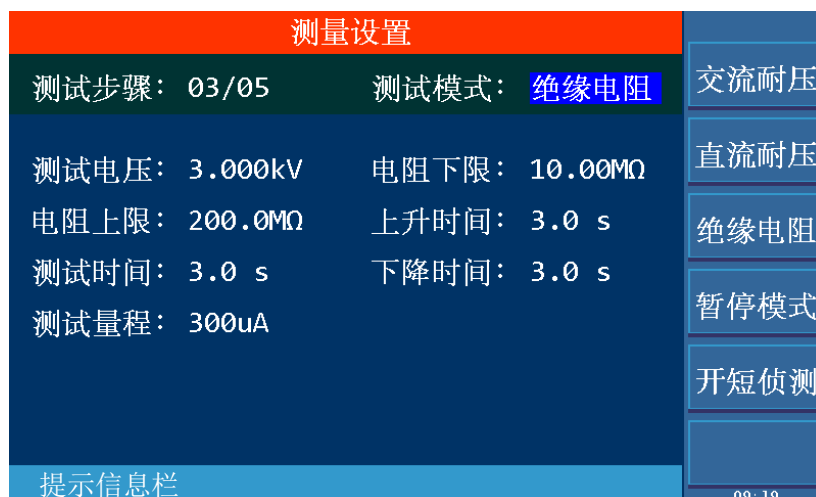 测量设置
测试步骤： 03/05 测试模式： 绝缘电阻
测试电压： 3.000kV 电阻下限： 10.00MΩ
电阻上限： 200.0MΩ 上升时间： 3.0 s
测试时间： 3.0 s 下降时间： 3.0 s
测试量程： 300uA
提示信息栏
交流耐压
直流耐压
绝缘电阻
暂停模式
开短侦测